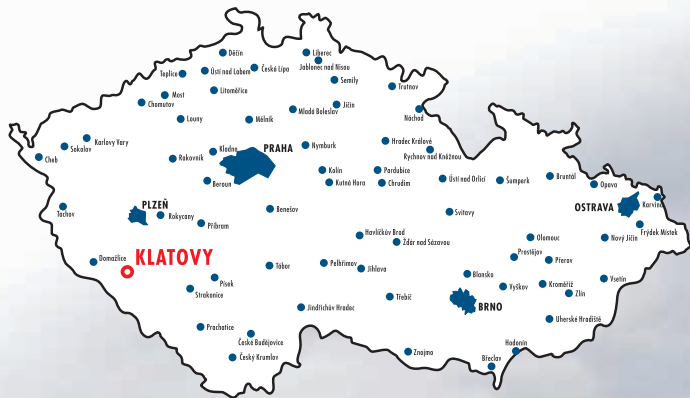 Děčín
Liberec
Jablonec nad Nisou
Teplice
Ústí nad Labem
Česká Lípa
Semily
Trutnov
Most
Litoměřice
Chomutov
Mladá Boleslav
Jičín
Náchod
Louny
Mělník
Karlovy Vary
Sokolov
Cheb
Rakovník
Kladno
PRAHA
Nymburk
Hradec Králové
Rychnov nad Kněžnou
Beroun
Kolín
Pardubice
Kutná Hora
Chrudim
Ústí nad Orlicí
Šumperk
Bruntál
Opava
Karviná
OSTRAVA
Tachov
PLZEŇ
Rokycany
Příbram
Benešov
Svitavy
Frýdek Místek
Havlíčkův Brod
Žďár nad Sázavou
Olomouc
Nový Jičín
Domažlice
KLATOVY
Prostějov
Přerov
Tábor
Pelhřimov
Jihlava
Blansko
Vsetín
Písek
Strakonice
Vyškov
Kroměříž
Zlín
Třebíč
BRNO
Jindřichův Hradec
Uherské Hradiště
Prachatice
České Budějovice
Hodonín
Český Krumlov
Znojmo
Břeclav